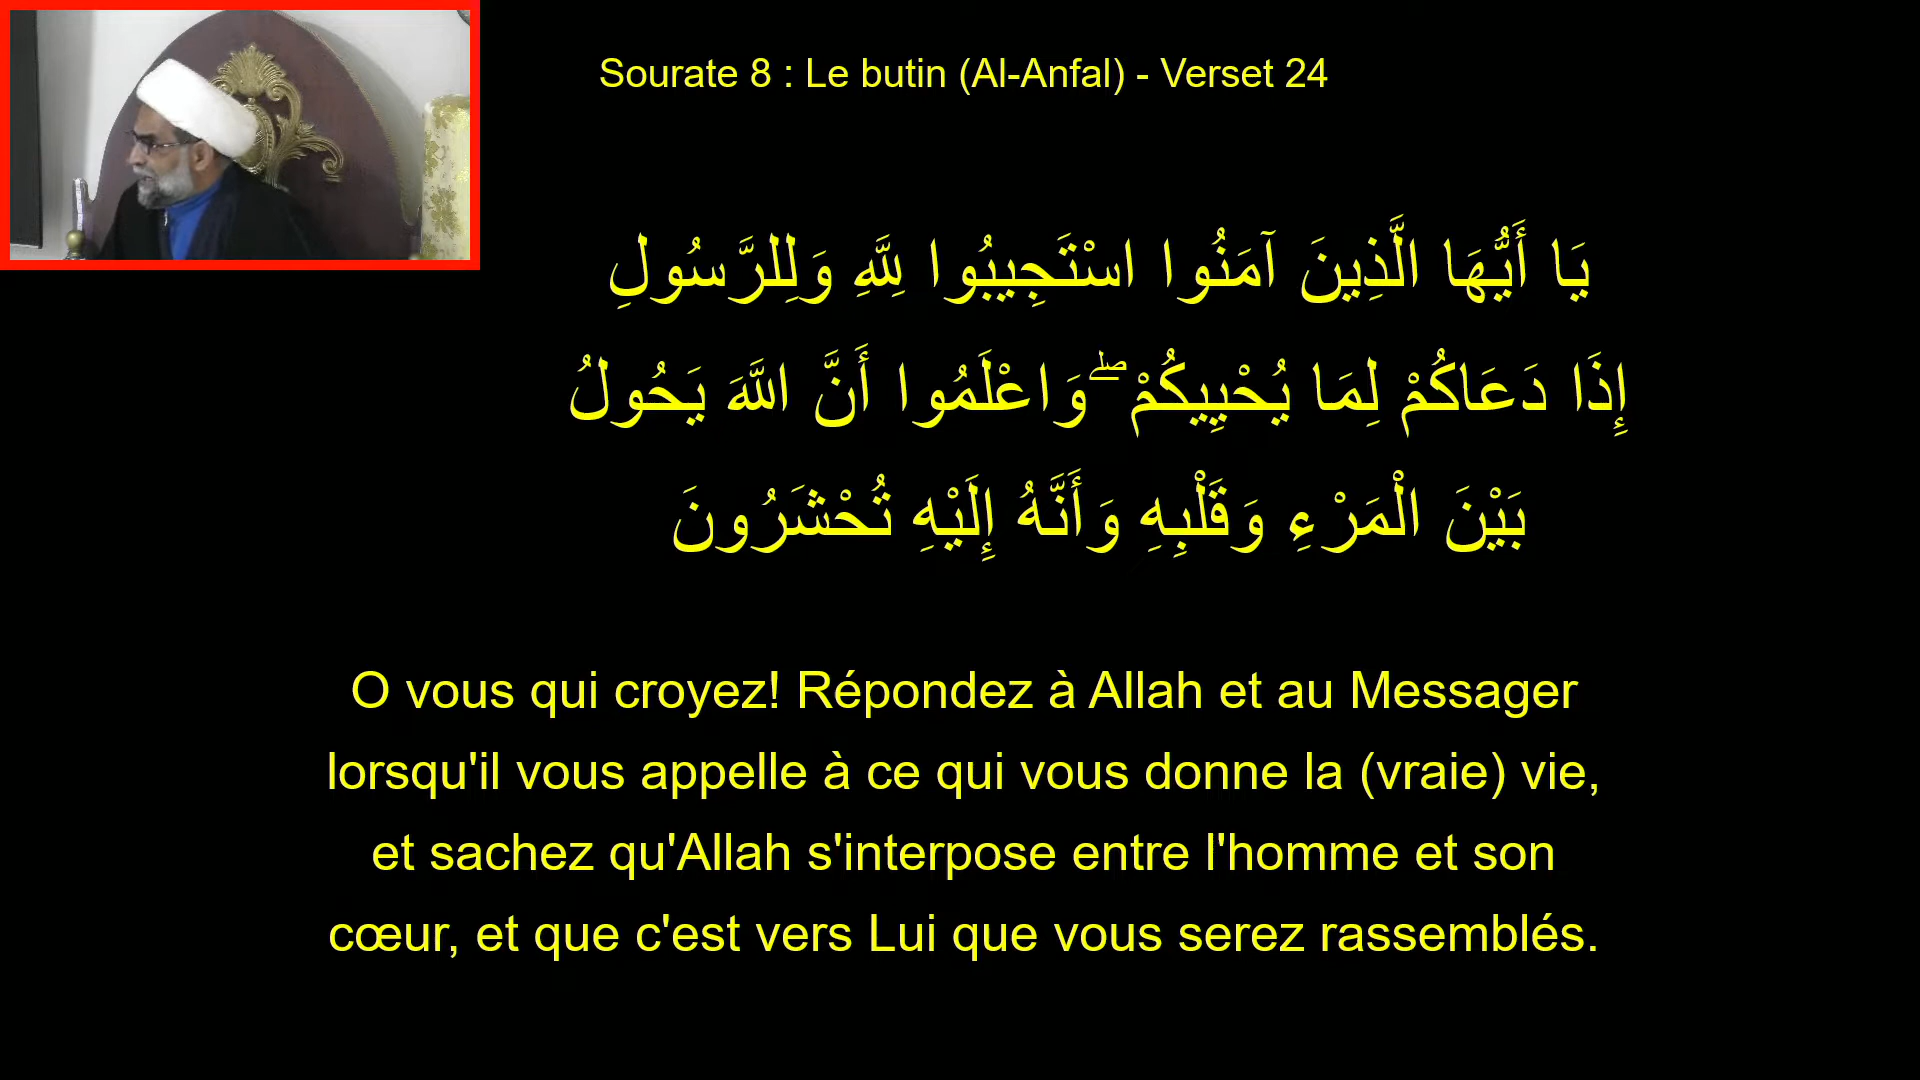 Sourate 8 : Le butin (Al-Anfal) - Verset 24
يَا أَيُّهَا الَّذِينَ آمَنُوا اسْتَجِيبُوا لِلَّهِ وَلِلرَّسُولِ
إِذَا دَعَاكُمْ لِمَا يُحْيِيكُمْ ۖ وَاعْلَمُوا أَنَّ اللَّهَ يَحُولُ
بَيْنَ الْمَرْءِ وَقَلْبِهِ وَأَنَّهُ إِلَيْهِ تُحْشَرُونَ
O vous qui croyez! Répondez à Allah et au Messager
lorsqu'il vous appelle à ce qui vous donne la (vraie) vie,
et sachez qu'Allah s'interpose entre l'homme et son
cœur, et que c'est vers Lui que vous serez rassemblés.